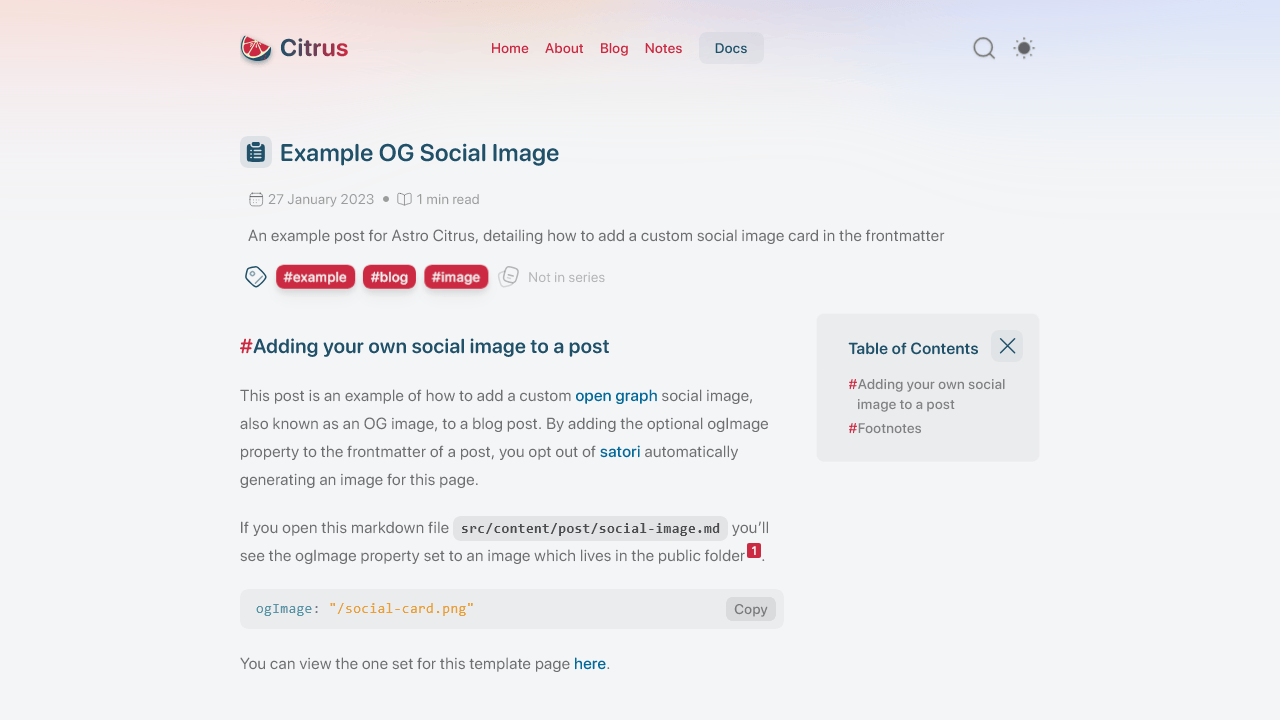 Citrus
Home About Blog Notes Docs
Example OG Social Image
27 January 2023 • 1 min read
An example post for Astro Citrus, detailing how to add a custom social image card in the frontmatter
#example #blog #image Not in series
#Adding your own social image to a post
This post is an example of how to add a custom open graph social image,
also known as an OG image, to a blog post. By adding the optional ogImage
property to the frontmatter of a post, you opt out of satori automatically
generating an image for this page.
If you open this markdown file src/content/post/social-image.md you’ll
see the ogImage property set to an image which lives in the public folder1.
ogImage: "/social-card.png"
Copy
You can view the one set for this template page here.
Table of Contents
#Adding your own social
image to a post
#Footnotes